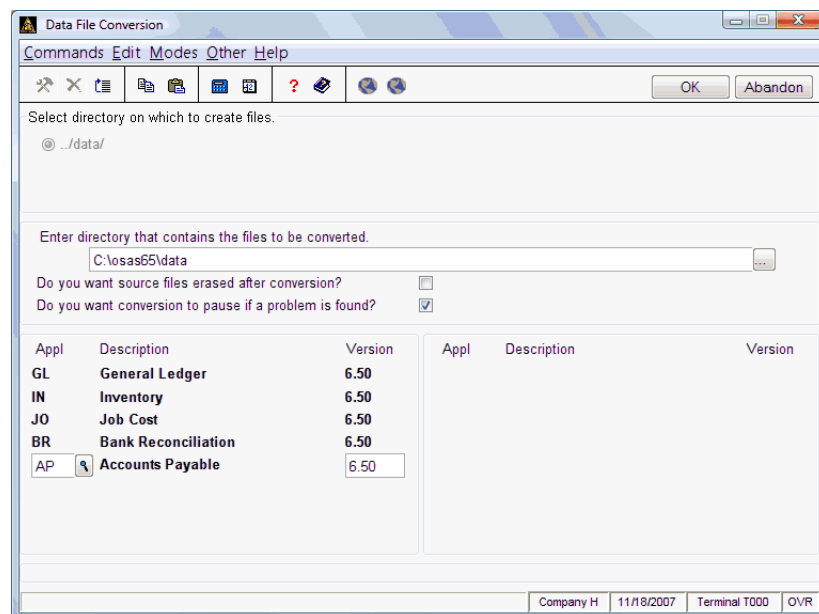 Data File Conversion
Commands Edit Modes Other Help
OK Abandon
Select directory on which to create files.
../data/
Enter directory that contains the files to be converted.
C:\osas65\data
...
Do you want source files erased after conversion?
Do you want conversion to pause if a problem is found?
Appl Description Version Appl Description Version
GL General Ledger 6.50
IN Inventory 6.50
JO Job Cost 6.50
BR Bank Reconciliation 6.50
AP Accounts Payable 6.50
Company H 11/18/2007 Terminal T000 OVR